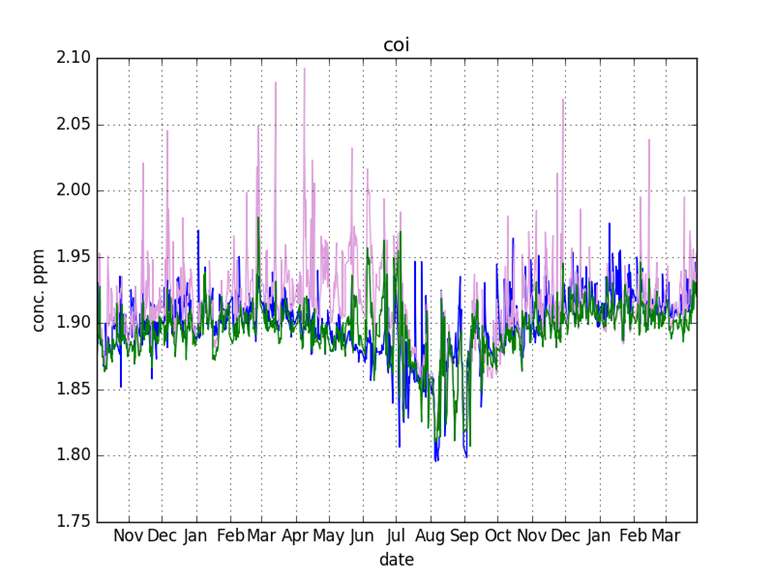 coi
2.10
2.05
2.00
1.95
1.90
1.85
1.80
1.75
conc. ppm
Nov Dec Jan Feb Mar Apr May Jun Jul Aug Sep Oct Nov Dec Jan Feb Mar
date